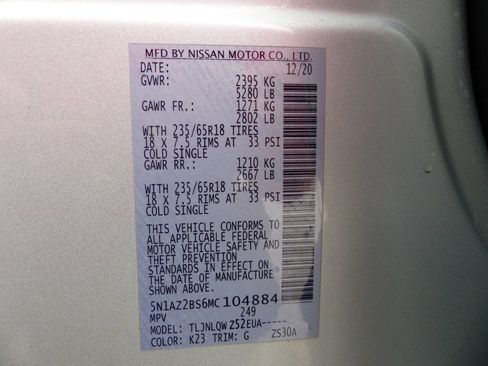 MFD BY NISSAN MOTOR CO., LTD.
DATE: 12/20
GVWR: 2395 KG
5280 LB
GAWR FR.: 1271 KG
2802 LB
WITH 235/65R18 TIRES
18 X 7.5 RIMS AT 33 PSI
COLD SINGLE
GAWR RR.: 1210 KG
2667 LB
WITH 235/65R18 TIRES
18 X 7.5 RIMS AT 33 PSI
COLD SINGLE
THIS VEHICLE CONFORMS TO
ALL APPLICABLE FEDERAL
MOTOR VEHICLE SAFETY AND
THEFT PREVENTION
STANDARDS IN EFFECT ON
THE DATE OF MANUFACTURE
SHOWN ABOVE.
5N1AZ2BS6MC104884
MPV 249
MODEL: TLJNLQWZ52EUA-----
COLOR: K23 TRIM: G ZS30A